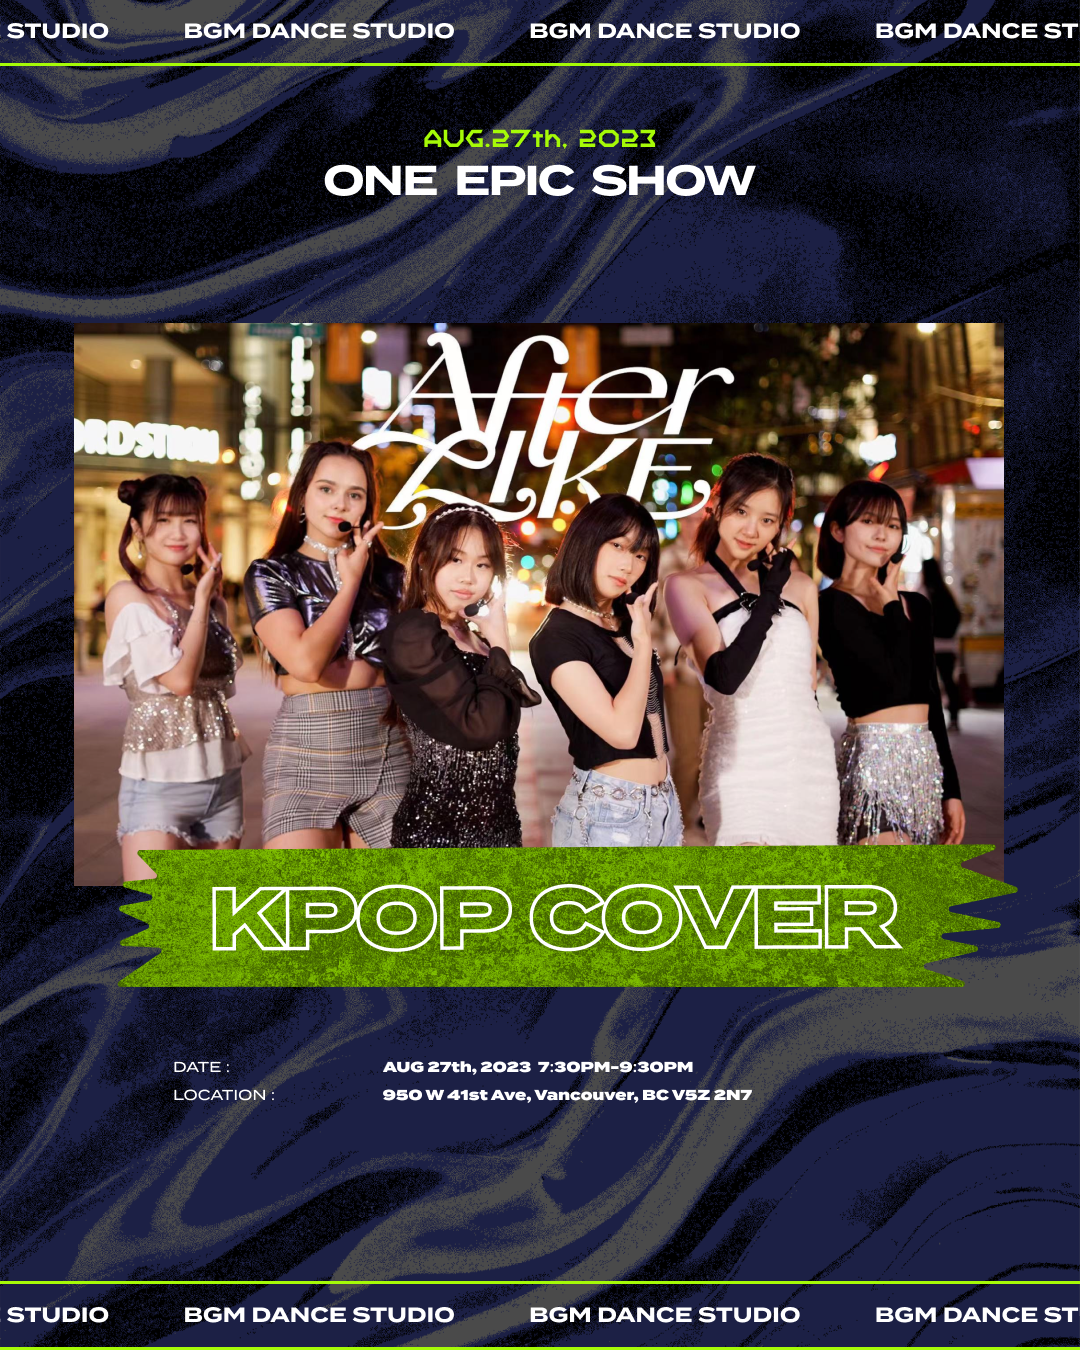 STUDIO BGM DANCE STUDIO BGM DANCE STUDIO BGM DANCE ST
AUG.27th, 2023
ONE EPIC SHOW
After
LIKE
ORDSTROM
KPOP COVER
DATE : AUG 27th, 2023 7:30PM-9:30PM
LOCATION : 950 W 41st Ave, Vancouver, BC V5Z 2N7
STUDIO BGM DANCE STUDIO BGM DANCE STUDIO BGM DANCE ST